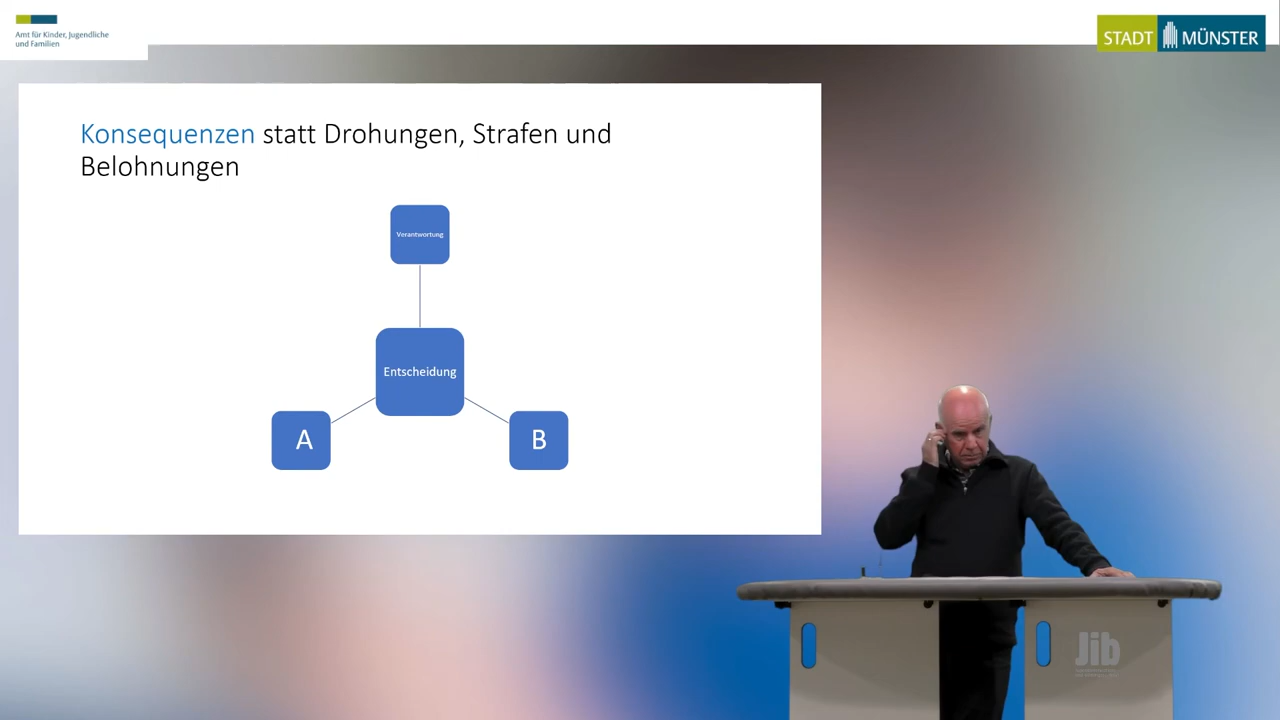 Amt für Kinder, Jugendliche
und Familien
STADT MÜNSTER
Konsequenzen statt Drohungen, Strafen und
Belohnungen
Verantwortung
Entscheidung
A
B
Jib